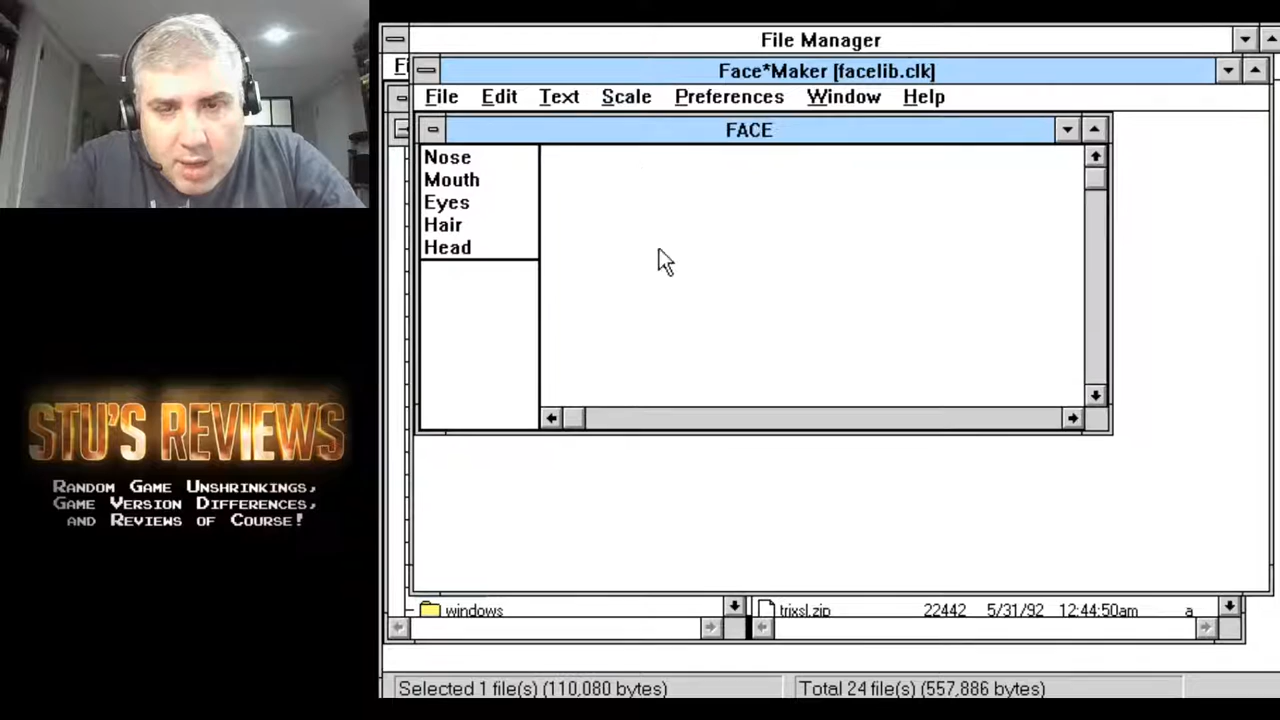 File Manager
Face*Maker [facelib.clk]
File Edit Text Scale Preferences Window Help
FACE
Nose
Mouth
Eyes
Hair
Head
STU'S REVIEWS
RANDOM GAME UNSHRINKINGS,
GAME VERSION DIFFERENCES,
AND REVIEWS OF COURSE!
windows
trixsl.zip 22442 5/31/92 12:44:50am a
Selected 1 file(s) (110,080 bytes)
Total 24 file(s) (557,886 bytes)